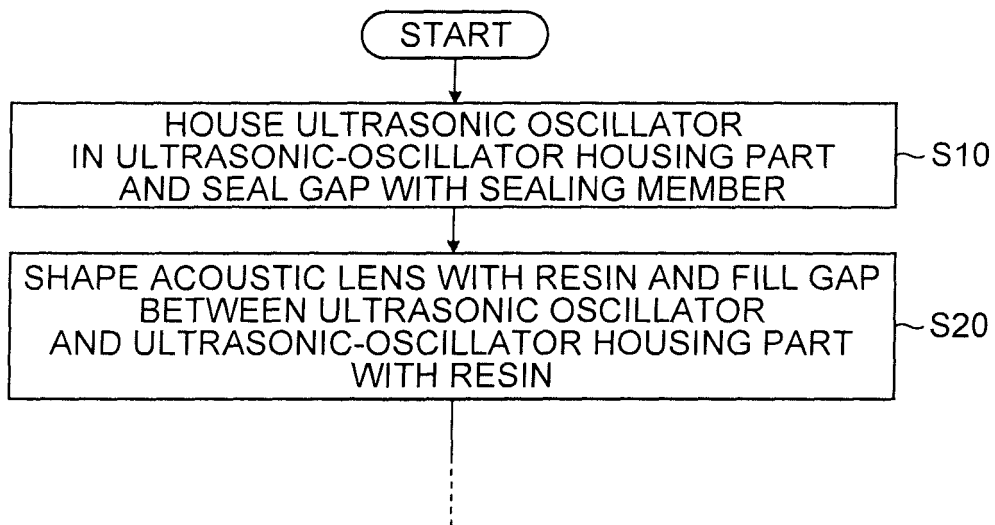 START
HOUSE ULTRASONIC OSCILLATOR
IN ULTRASONIC-OSCILLATOR HOUSING PART
AND SEAL GAP WITH SEALING MEMBER
S10
SHAPE ACOUSTIC LENS WITH RESIN AND FILL GAP
BETWEEN ULTRASONIC OSCILLATOR
AND ULTRASONIC-OSCILLATOR HOUSING PART
WITH RESIN
S20